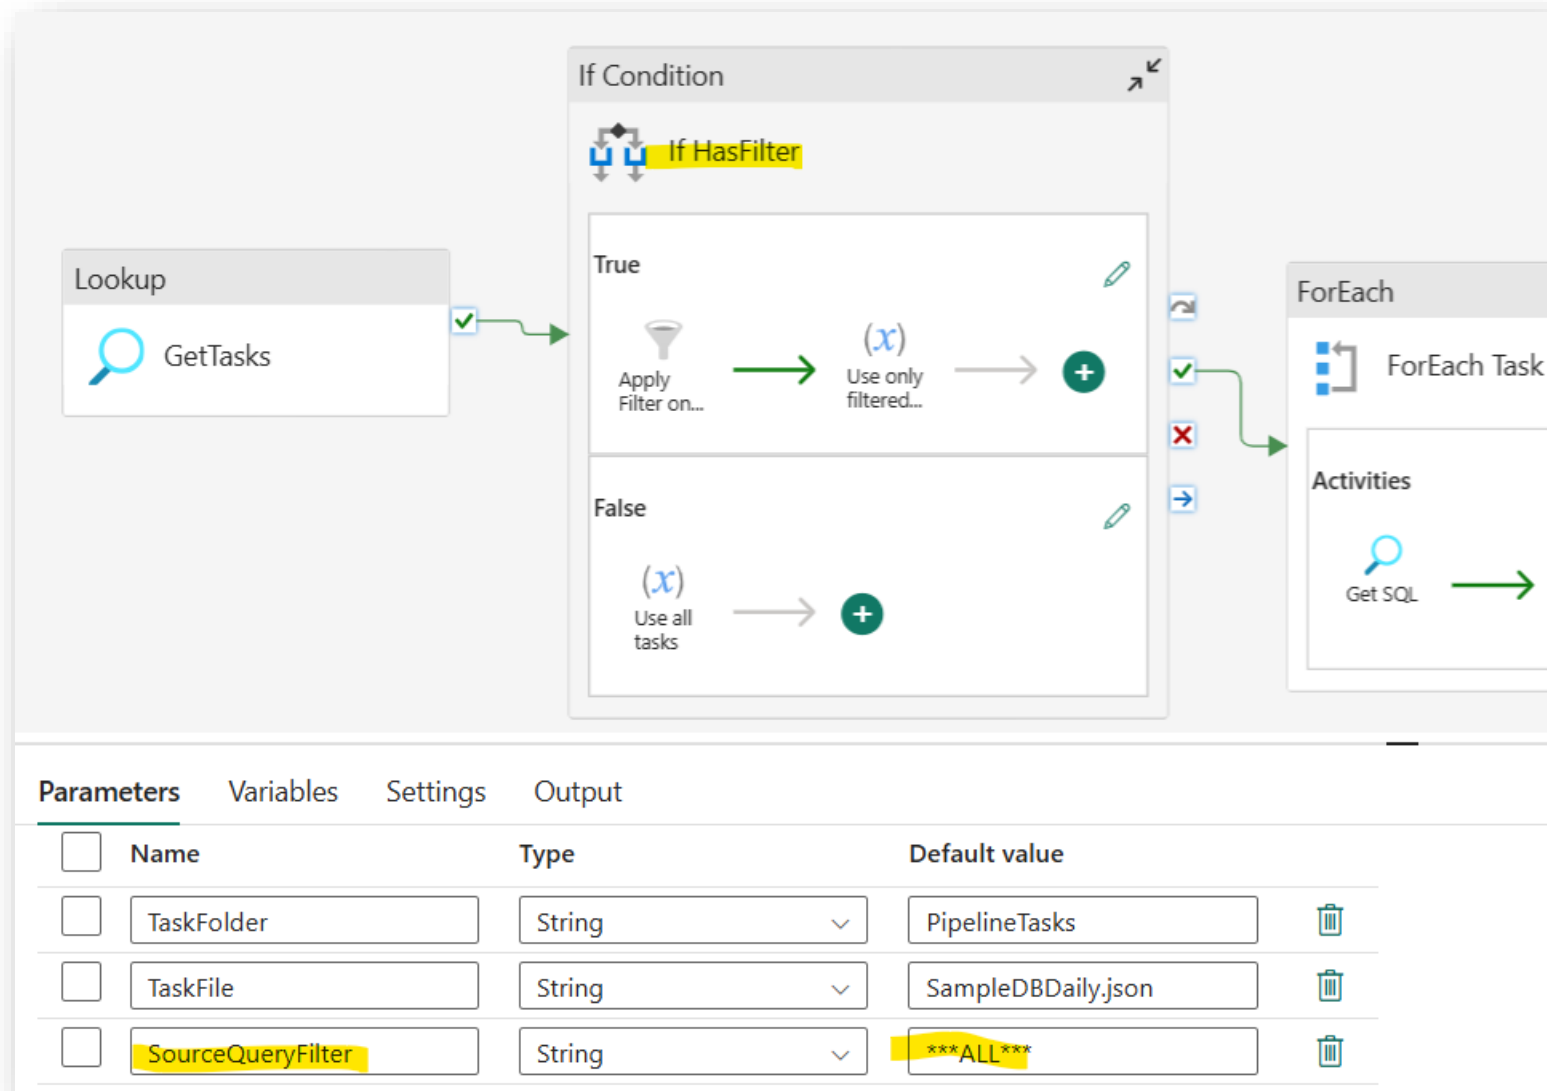 If Condition
If HasFilter
True
Apply
Filter on...
(x)
Use only
filtered...
False
(x)
Use all
tasks
Lookup
GetTasks
ForEach
ForEach Task
Activities
Get SQL
Parameters Variables Settings Output
Name Type Default value
TaskFolder String PipelineTasks
TaskFile String SampleDBDaily.json
SourceQueryFilter String ***ALL***